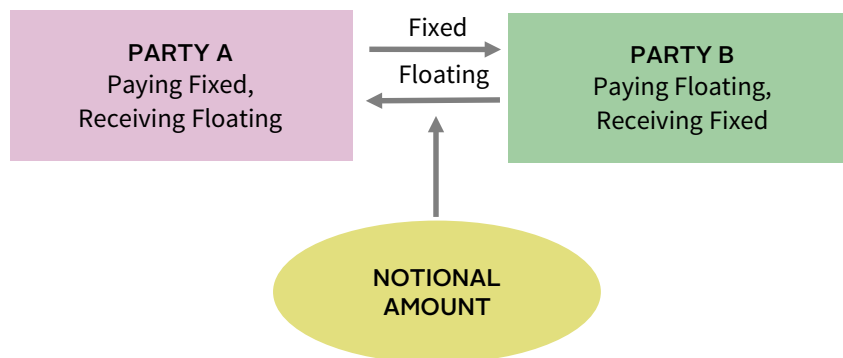 PARTY A
Paying Fixed,
Receiving Floating
Fixed
Floating
PARTY B
Paying Floating,
Receiving Fixed
NOTIONAL
AMOUNT